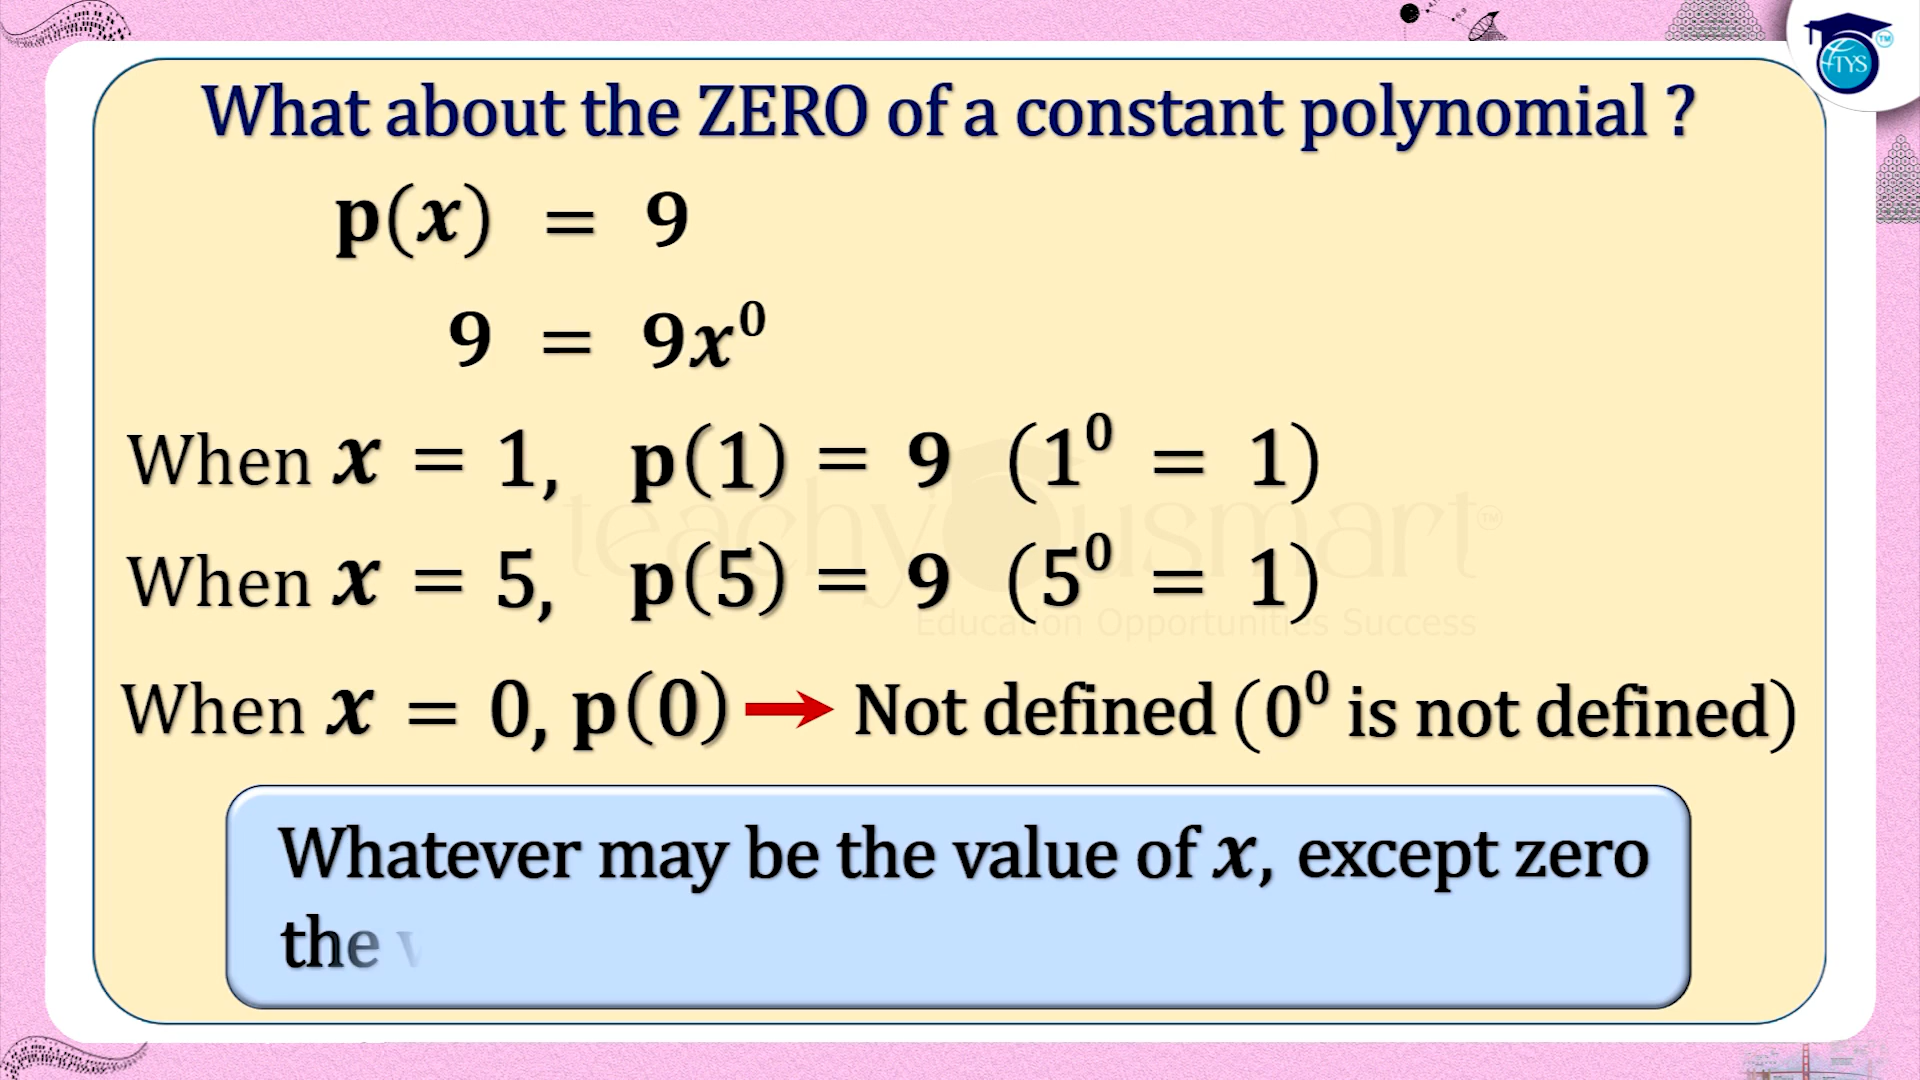 What about the ZERO of a constant polynomial ?
TYS TM
p(x) = 9
9 = 9x⁰
When x = 1, p(1) = 9 (1⁰ = 1)
When x = 5, p(5) = 9 (5⁰ = 1)
teachyousmart TM
Education Opportunities Success
When x = 0, p(0) → Not defined (0⁰ is not defined)
Whatever may be the value of x, except zero
the